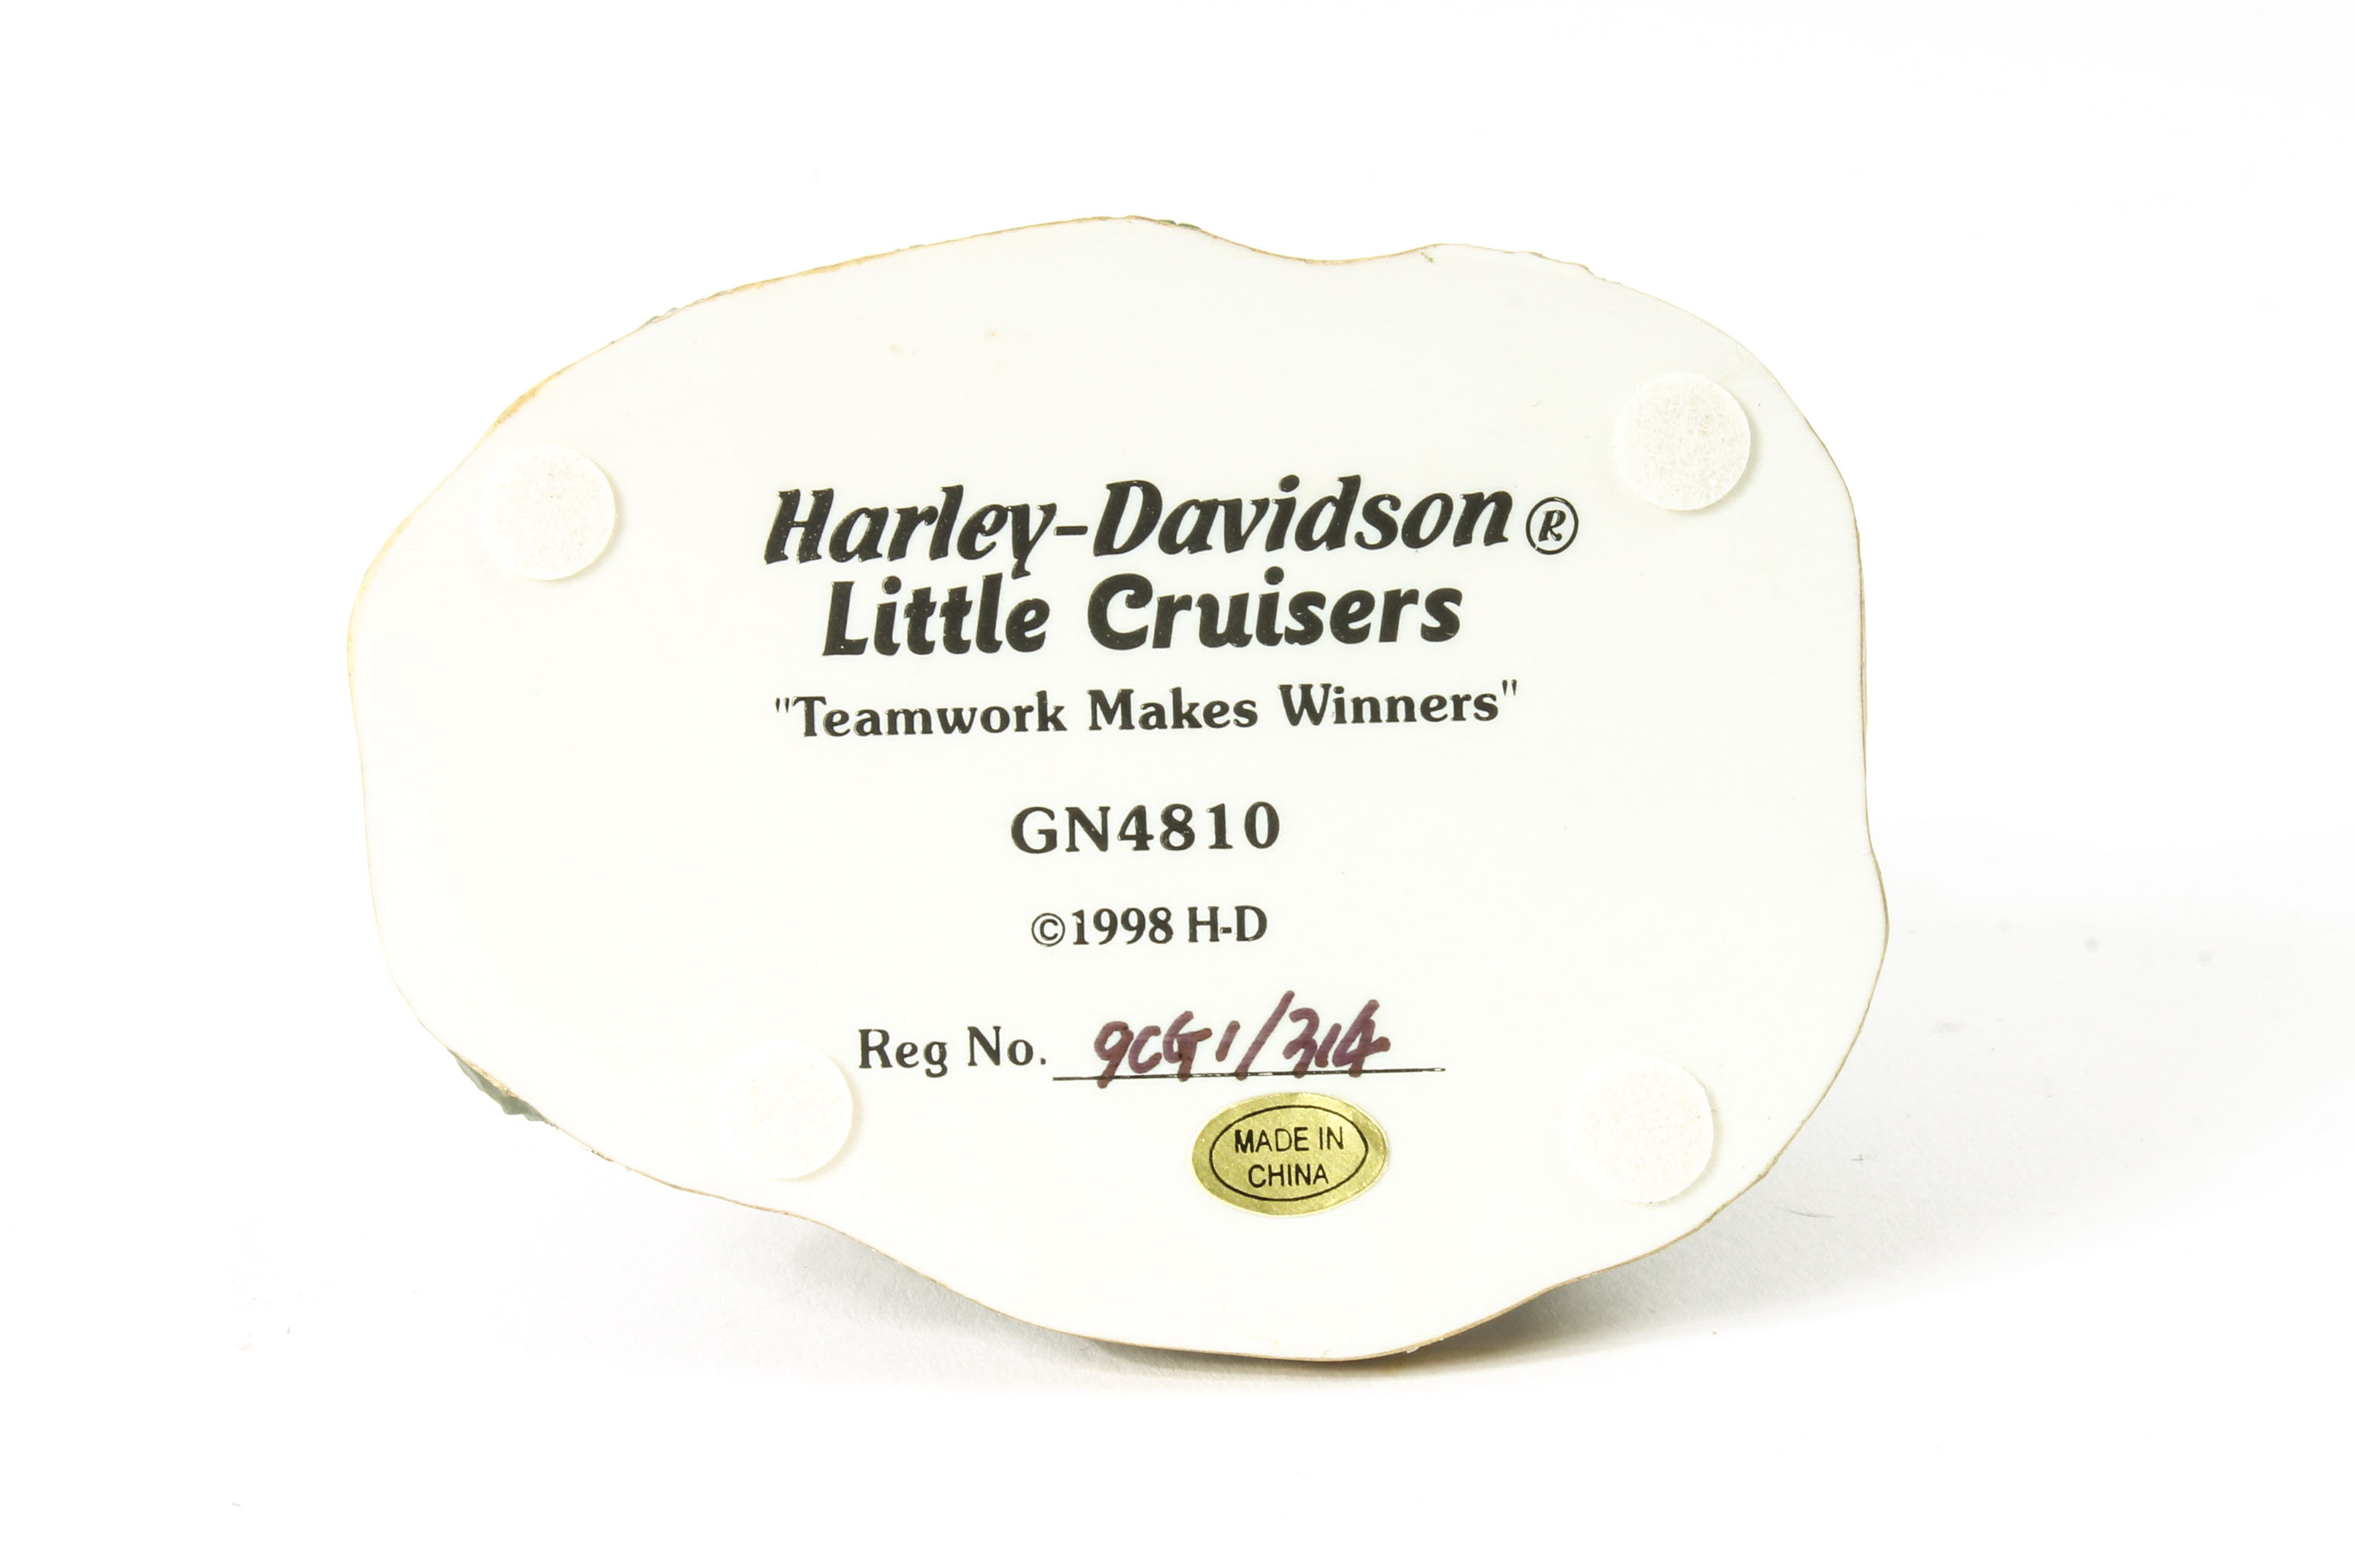 Harley-Davidson®
Little Cruisers
"Teamwork Makes Winners"
GN4810
©1998 H-D
Reg No. 9CG1/314
MADE IN
CHINA